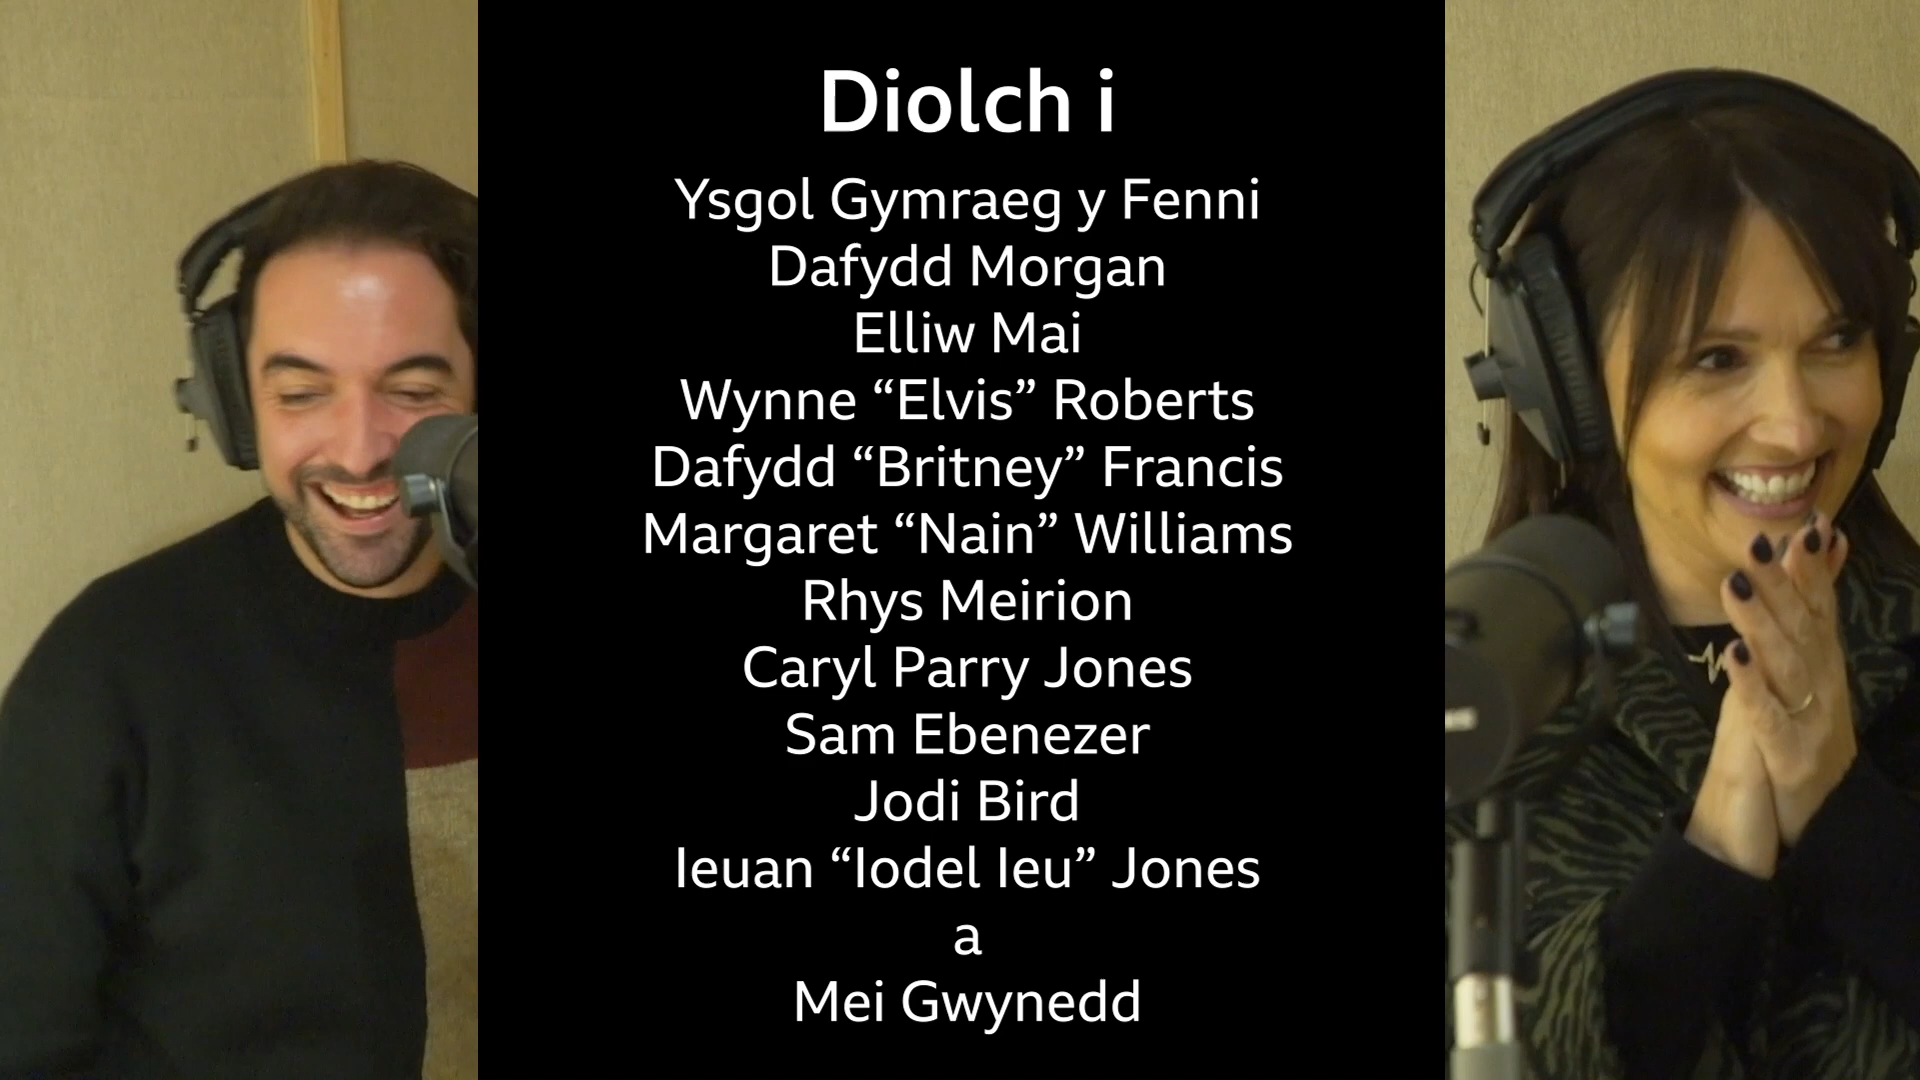 Diolch i
Ysgol Gymraeg y Fenni
Dafydd Morgan
Elliw Mai
Wynne “Elvis” Roberts
Dafydd “Britney” Francis
Margaret “Nain” Williams
Rhys Meirion
Caryl Parry Jones
Sam Ebenezer
Jodi Bird
Ieuan “Iodel Ieu” Jones
a
Mei Gwynedd